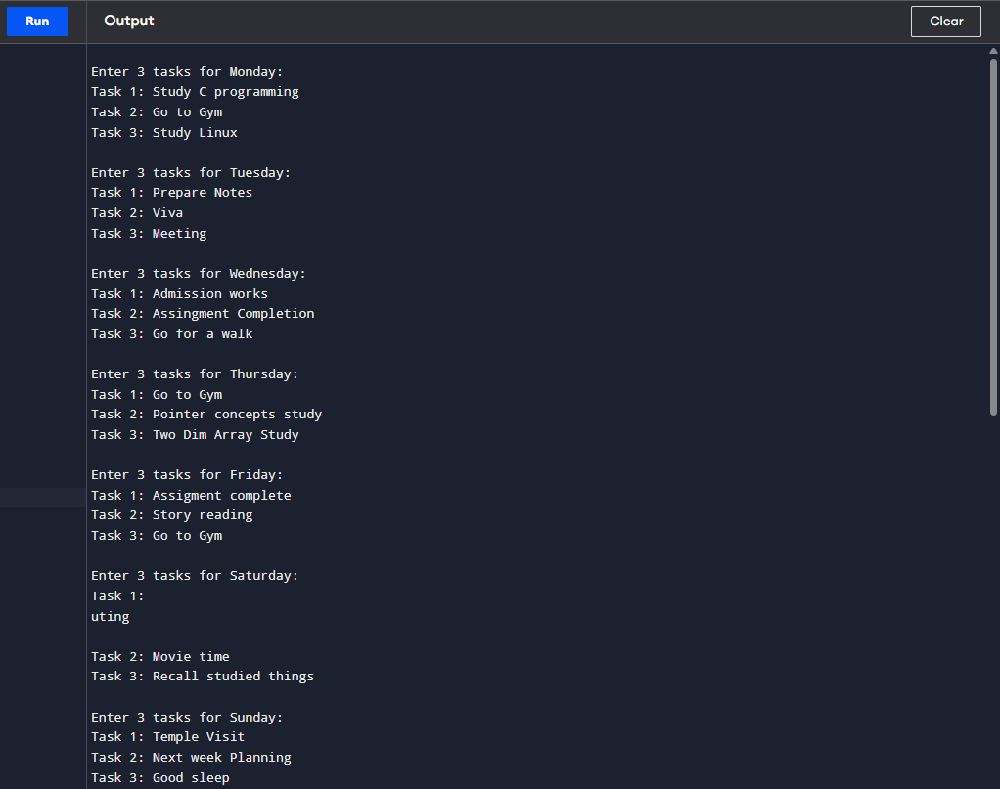 Run Output Clear
Enter 3 tasks for Monday:
Task 1: Study C programming
Task 2: Go to Gym
Task 3: Study Linux
Enter 3 tasks for Tuesday:
Task 1: Prepare Notes
Task 2: Viva
Task 3: Meeting
Enter 3 tasks for Wednesday:
Task 1: Admission works
Task 2: Assingment Completion
Task 3: Go for a walk
Enter 3 tasks for Thursday:
Task 1: Go to Gym
Task 2: Pointer concepts study
Task 3: Two Dim Array Study
Enter 3 tasks for Friday:
Task 1: Assigment complete
Task 2: Story reading
Task 3: Go to Gym
Enter 3 tasks for Saturday:
Task 1:
uting
Task 2: Movie time
Task 3: Recall studied things
Enter 3 tasks for Sunday:
Task 1: Temple Visit
Task 2: Next week Planning
Task 3: Good sleep